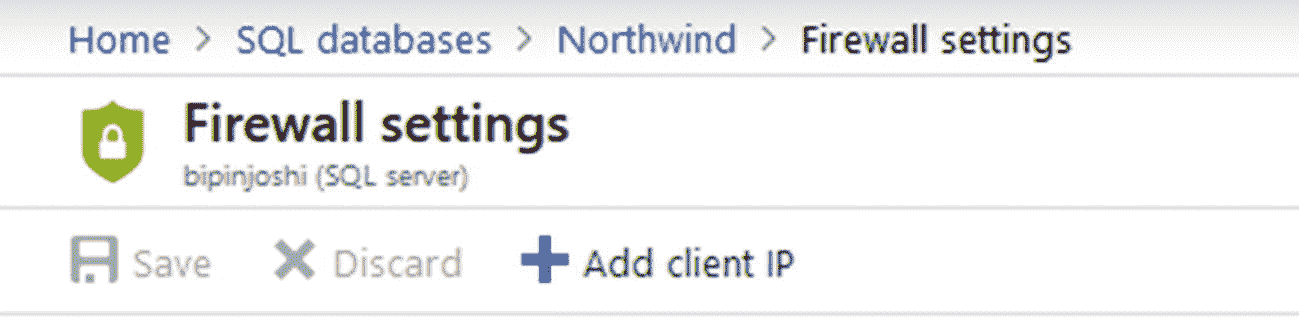 Home > SQL databases > Northwind > Firewall settings
Firewall settings
bipinjoshi (SQL server)
Save Discard Add client IP